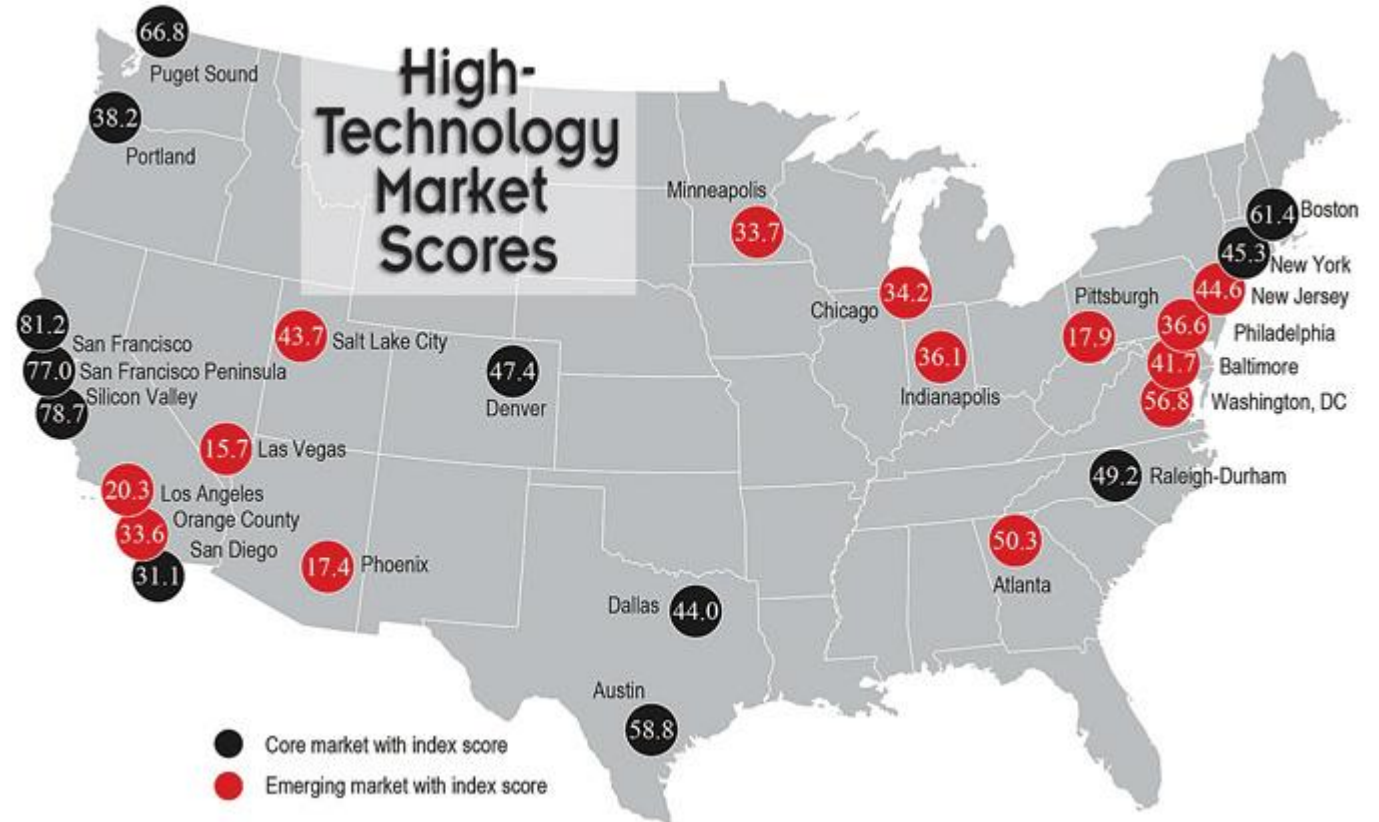 High-
Technology
Market
Scores
66.8
Puget Sound
38.2
Portland
Minneapolis
33.7
61.4 Boston
45.3 New York
44.6 New Jersey
34.2
Chicago
Pittsburgh
17.9
36.6 Philadelphia
41.7 Baltimore
56.8 Washington, DC
36.1
Indianapolis
81.2
San Francisco
77.0 San Francisco Peninsula
Silicon Valley
78.7
43.7 Salt Lake City
47.4
Denver
15.7 Las Vegas
20.3 Los Angeles
Orange County
33.6
San Diego
31.1
17.4 Phoenix
49.2 Raleigh-Durham
50.3
Atlanta
Dallas 44.0
Austin
58.8
Core market with index score
Emerging market with index score